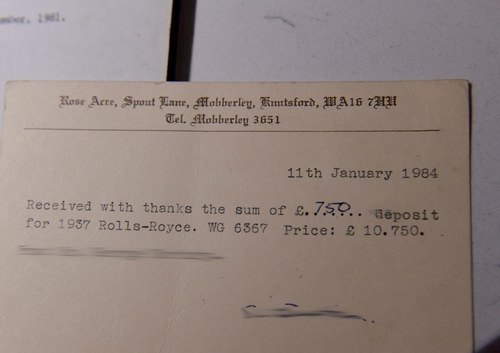 mber, 1981.
Rose Acre, Spout Lane, Mobberley, Knutsford, WA16 7HU
Tel. Mobberley 3651
11th January 1984
Received with thanks the sum of £.750.. deposit
for 1937 Rolls-Royce. WG 6367 Price: £ 10.750.